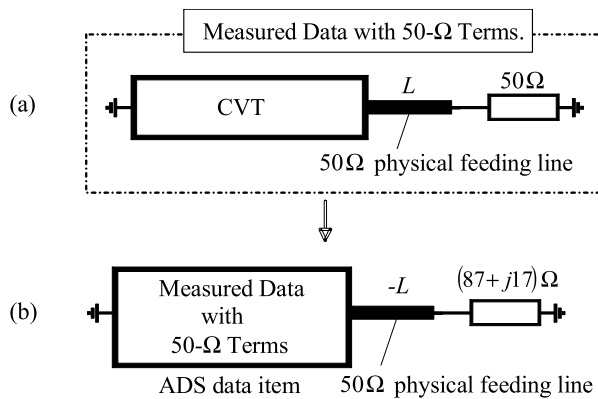 Measured Data with 50-Ω Terms.
(a)
CVT
L
50Ω
50Ω physical feeding line
(b)
Measured Data
with
50-Ω Terms
-L
(87+j17)Ω
ADS data item
50Ω physical feeding line